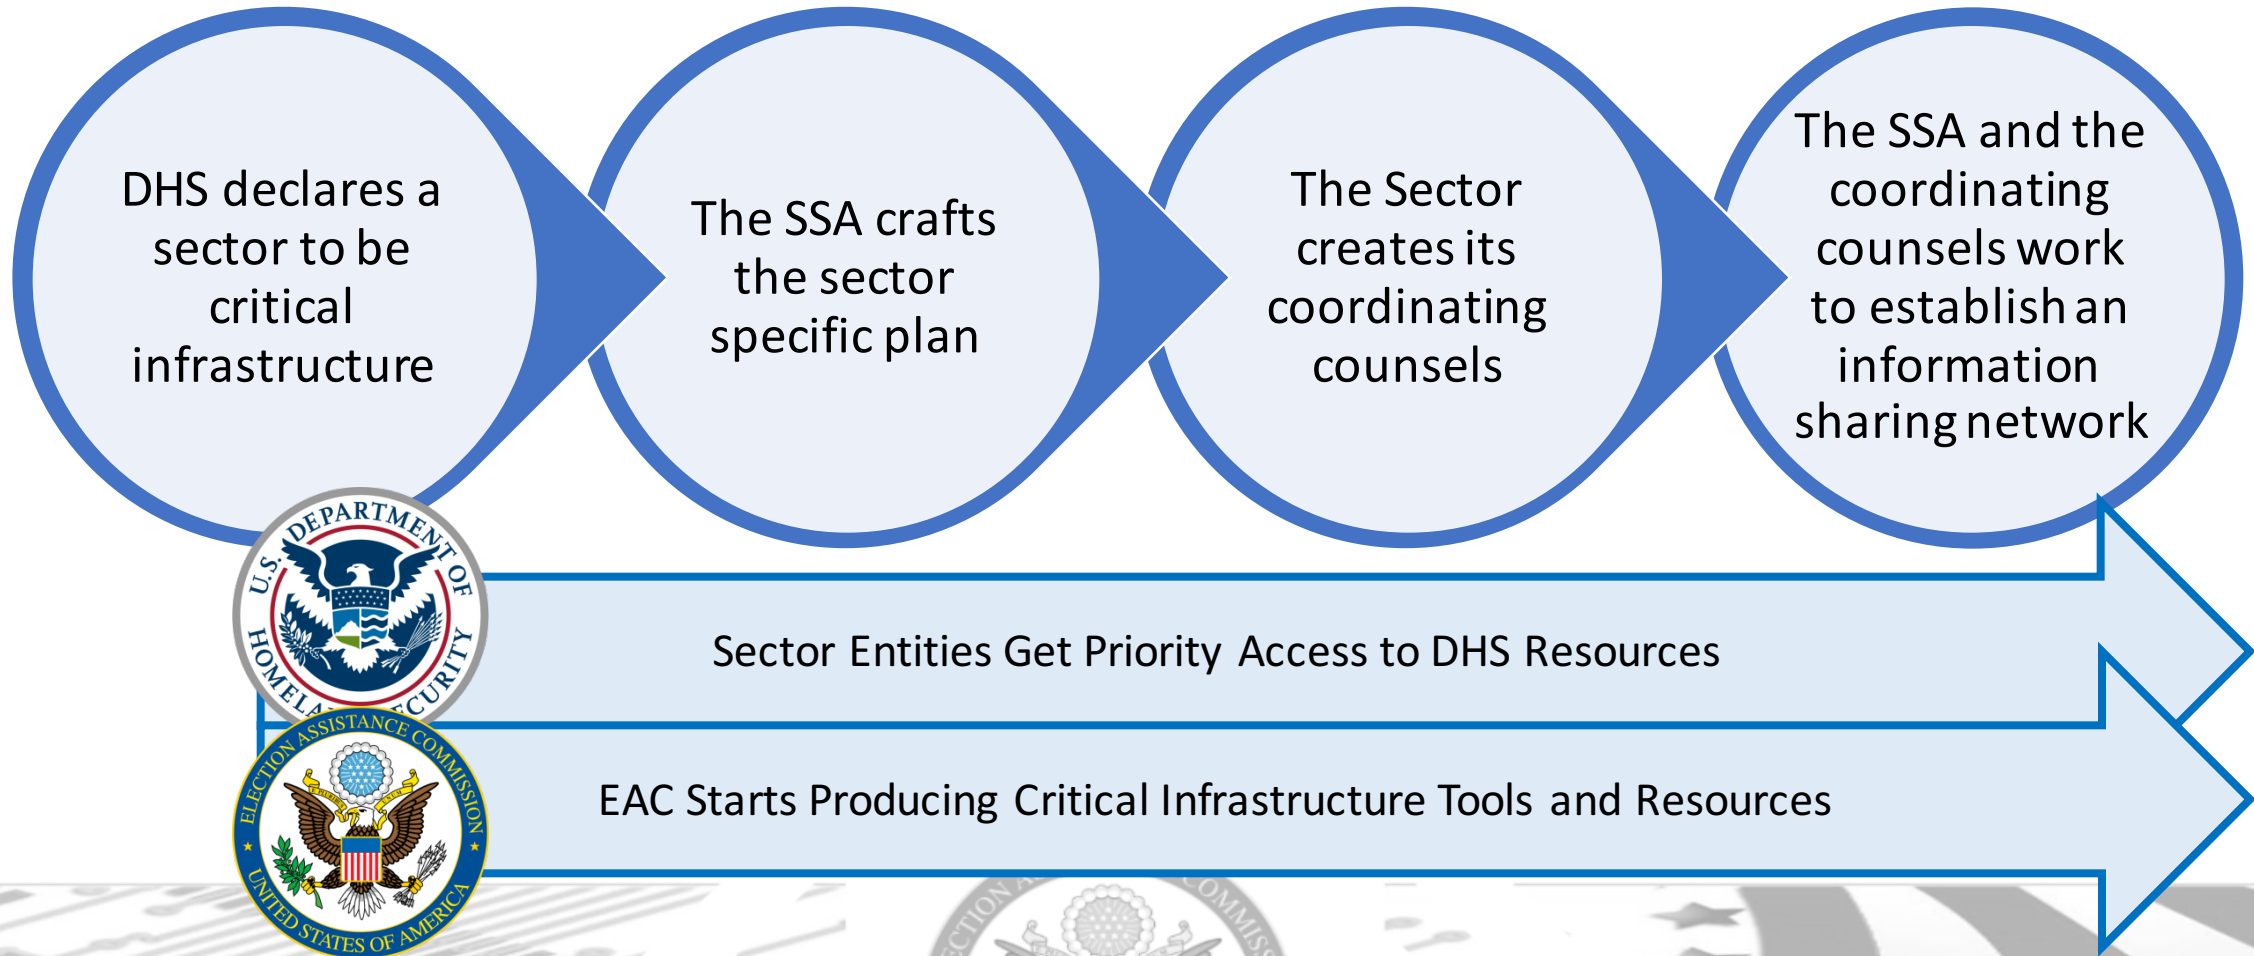 DHS declares a
sector to be
critical
infrastructure
The SSA crafts
the sector
specific plan
The Sector
creates its
coordinating
counsels
The SSA and the
coordinating
counsels work
to establish an
information
sharing network
U.S. DEPARTMENT OF
HOMELAND SECURITY
Sector Entities Get Priority Access to DHS Resources
ELECTION ASSISTANCE COMMISSION
UNITED STATES OF AMERICA
EAC Starts Producing Critical Infrastructure Tools and Resources